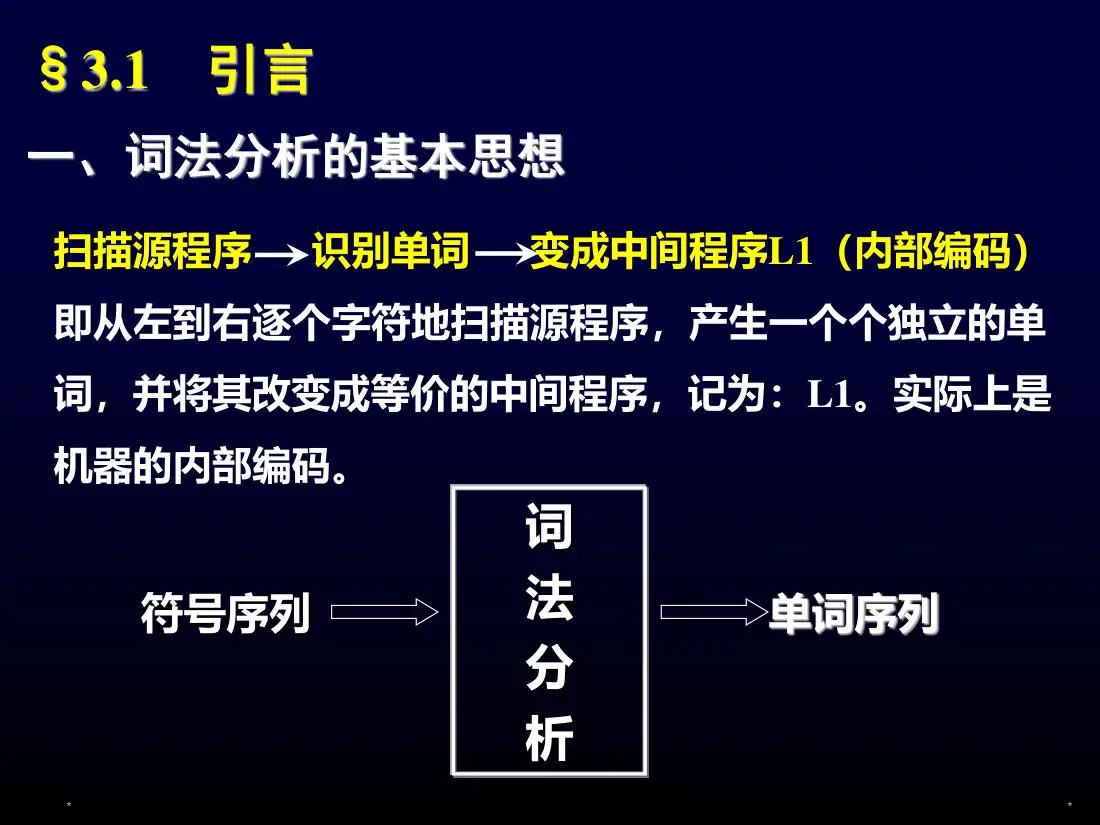 §3.1 引言
一、词法分析的基本思想
扫描源程序→识别单词→变成中间程序L1（内部编码）
即从左到右逐个字符地扫描源程序，产生一个个独立的单
词，并将其改变成等价的中间程序，记为：L1。实际上是
机器的内部编码。
符号序列
词
法
分
析
单词序列
* *